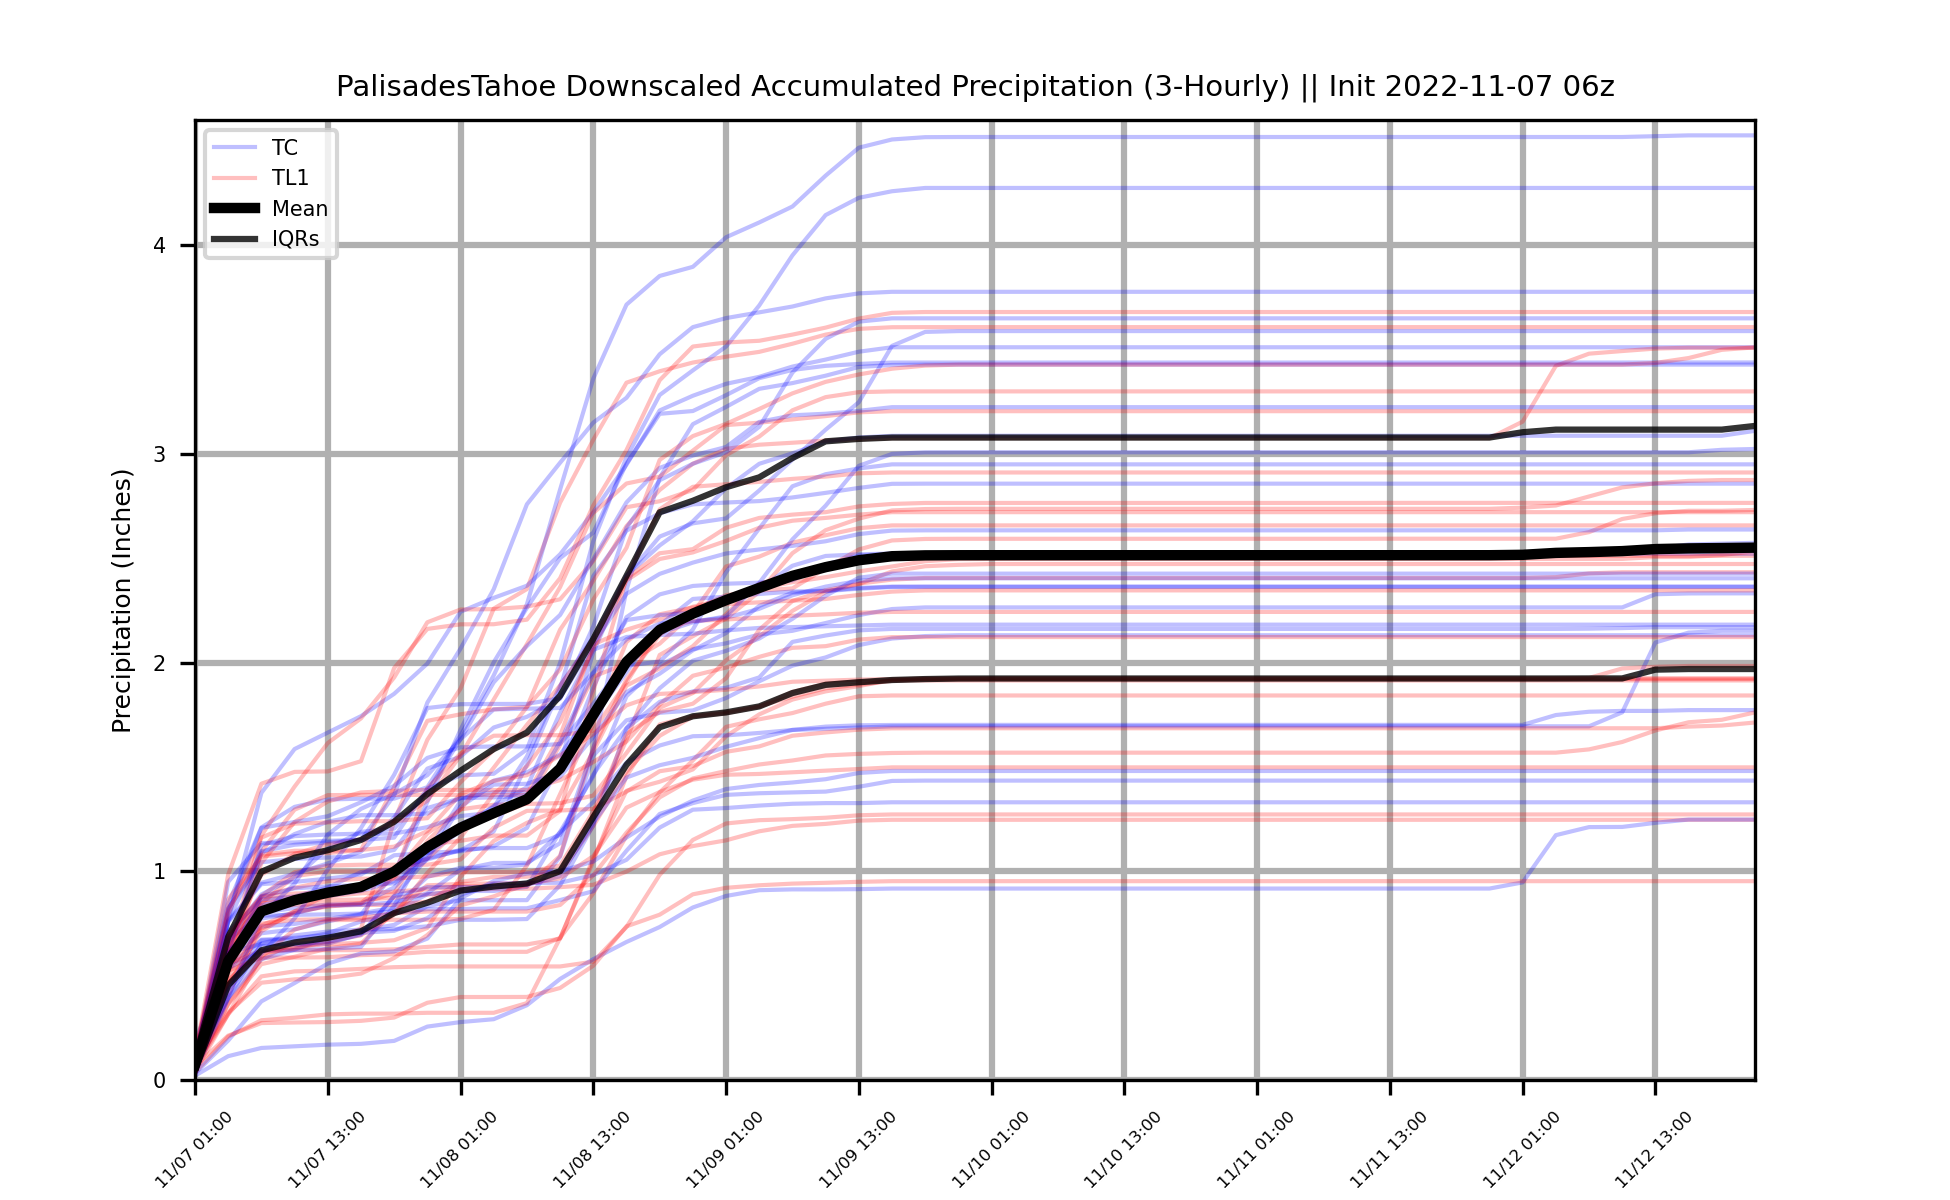 PalisadesTahoe Downscaled Accumulated Precipitation (3-Hourly) || Init 2022-11-07 06z
TC
TL1
Mean
IQRs
Precipitation (Inches)
4
3
2
1
0
11/07 01:00
11/07 13:00
11/08 01:00
11/08 13:00
11/09 01:00
11/09 13:00
11/10 01:00
11/10 13:00
11/11 01:00
11/11 13:00
11/12 01:00
11/12 13:00